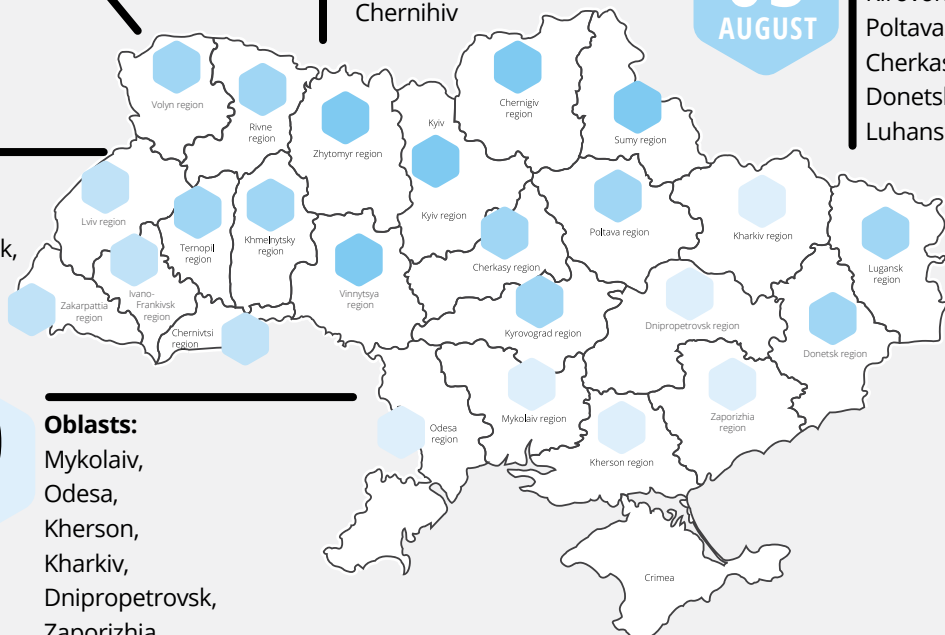 Chernihiv
AUGUST
Poltava
Volyn region
Rivne
region
Zhytomyr region
Kyiv
Chernigiv
region
Sumy region
Lviv region
Ternopil
region
Khmelnytsky
region
Kyiv region
Poltava region
Kharkiv region
Cherkasy region
Lugansk
region
Zakarpattia
region
Ivano-
Frankivsk
region
Vinnytsya
region
Chernivtsi
region
Kyrovograd region
Dnipropetrovsk region
Donetsk region
Mykolaiv region
Zaporizhia
region
Odesa
region
Kherson region
Crimea
Oblasts:
Mykolaiv,
Odesa,
Kherson,
Kharkiv,
Dnipropetrovsk,
Zaporizhia